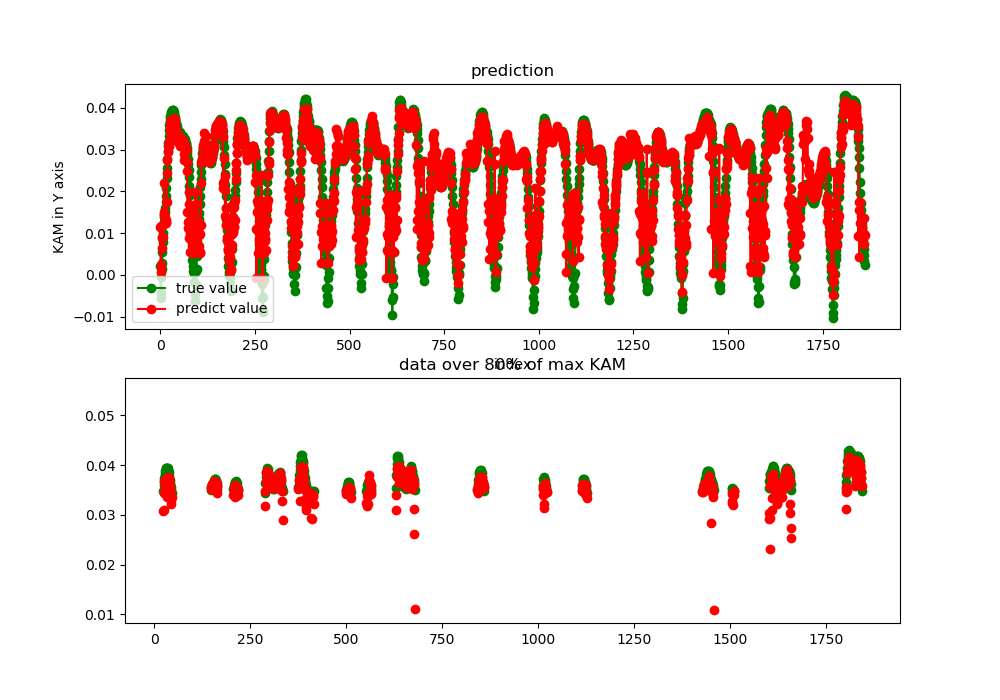 prediction
KAM in Y axis
0.04
0.03
0.02
0.01
0.00
−0.01
true value
predict value
0 250 500 750 1000 1250 1500 1750
index
data over 80% of max KAM
0.05
0.04
0.03
0.02
0.01
0 250 500 750 1000 1250 1500 1750